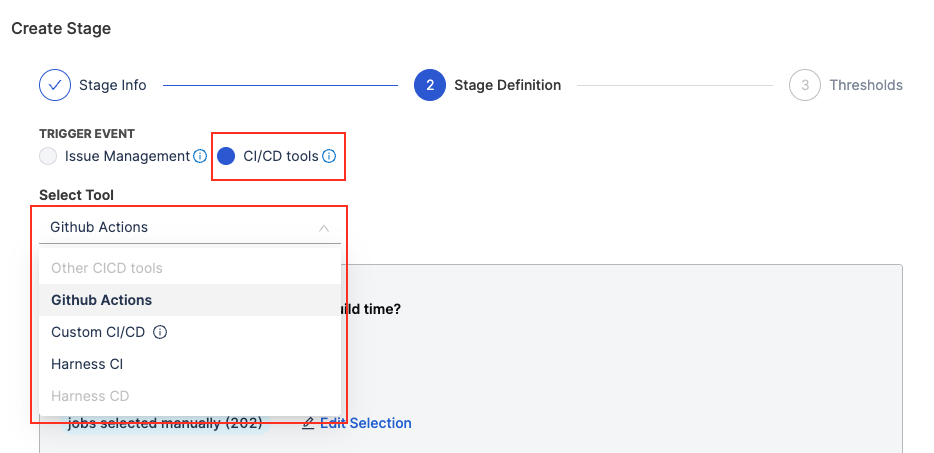 Create Stage
Stage Info
2 Stage Definition
3 Thresholds
TRIGGER EVENT
Issue Management CI/CD tools
Select Tool
Github Actions
Other CICD tools
Github Actions
time?
Custom CI/CD
Harness CI
Harness CD
jobs selected manually (202) Edit Selection